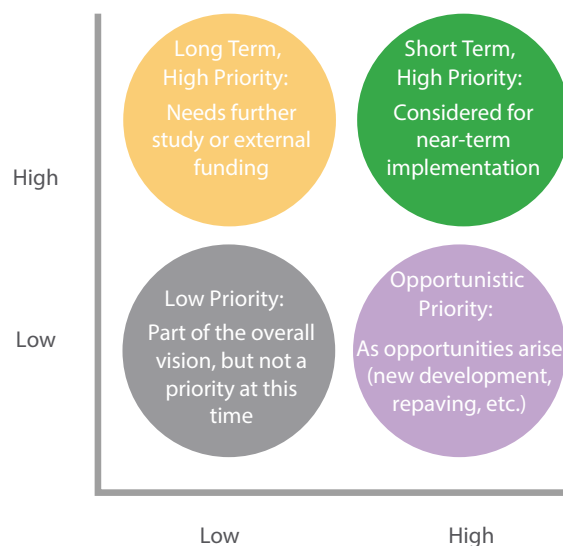 Long Term,
High Priority:
Needs further
study or external
funding
Short Term,
High Priority:
Considered for
near-term
implementation
High
Low Priority:
Part of the overall
vision, but not a
priority at this
time
Opportunistic
Priority:
As opportunities arise
(new development,
repaving, etc.)
Low
Low
High